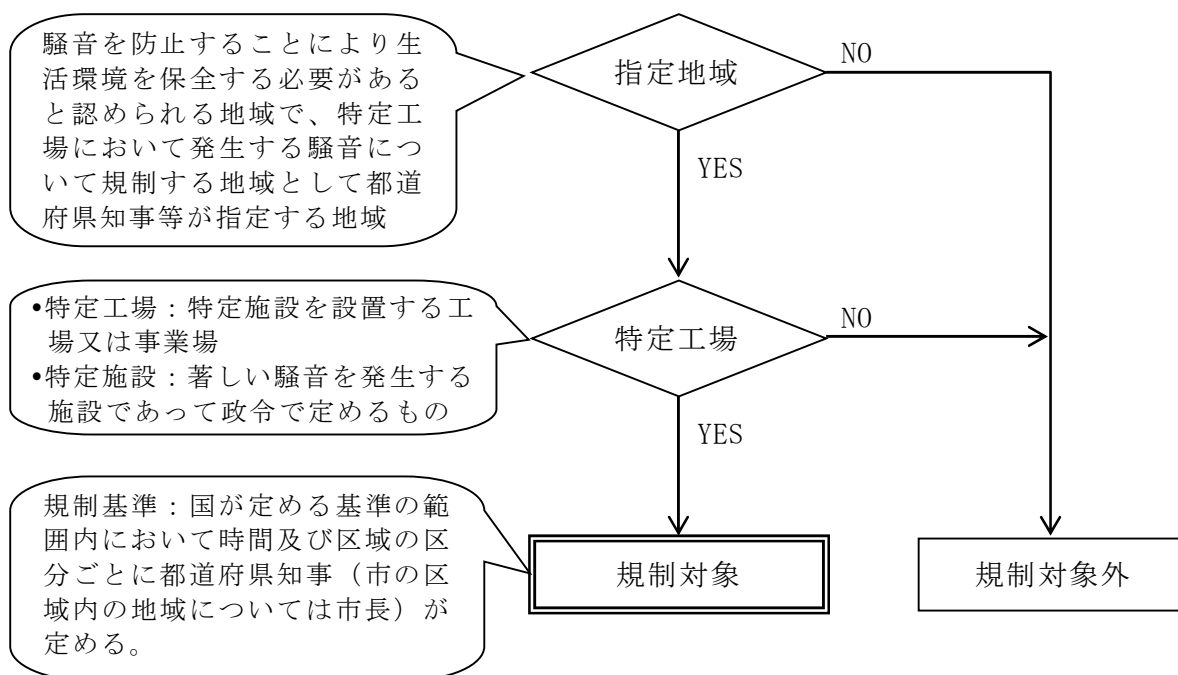 騒音を防止することにより生
活環境を保全する必要がある
と認められる地域で、特定工
場において発生する騒音につ
いて規制する地域として都道
府県知事等が指定する地域
指定地域
NO
YES
•特定工場：特定施設を設置する工
場又は事業場
•特定施設：著しい騒音を発生する
施設であって政令で定めるもの
特定工場
NO
YES
規制基準：国が定める基準の範
囲内において時間及び区域の区
分ごとに都道府県知事（市の区
域内の地域については市長）が
定める。
規制対象
規制対象外